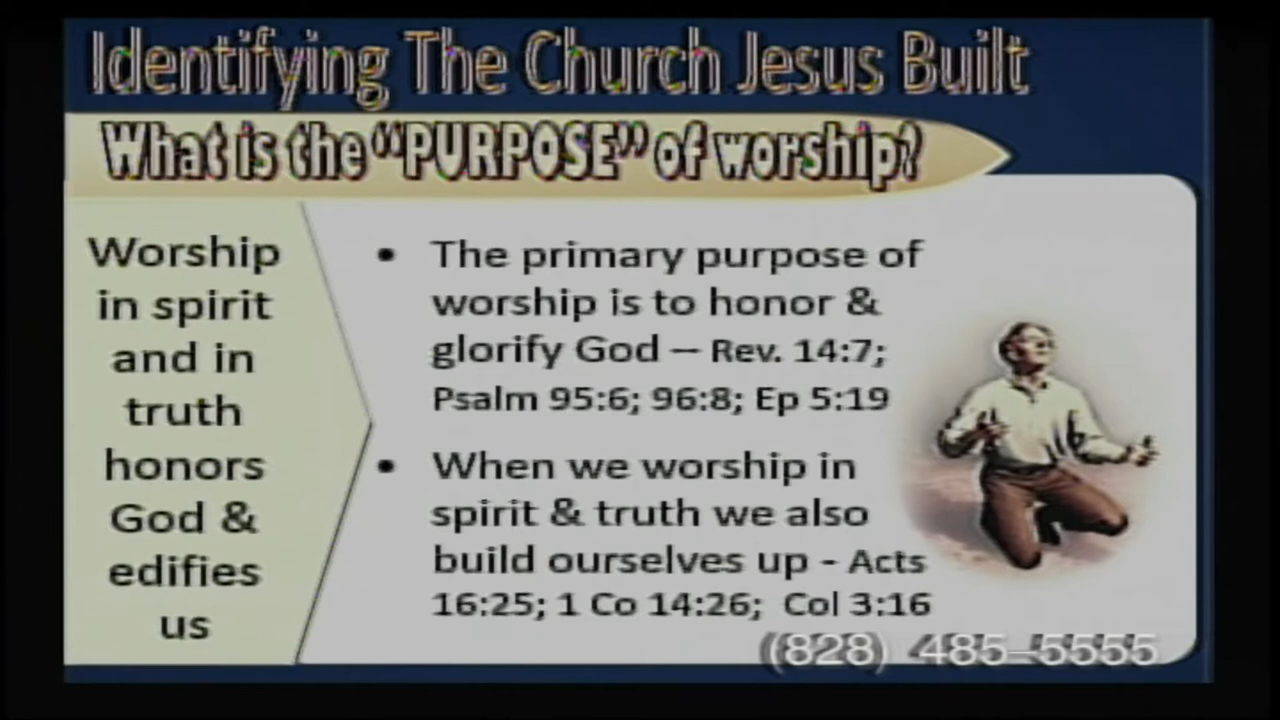 Identifying The Church Jesus Built
What is the “PURPOSE” of worship?
Worship
in spirit
and in
truth
honors
God &
edifies
us
• The primary purpose of
worship is to honor &
glorify God – Rev. 14:7;
Psalm 95:6; 96:8; Ep 5:19
• When we worship in
spirit & truth we also
build ourselves up - Acts
16:25; 1 Co 14:26; Col 3:16
(828) 485-5555